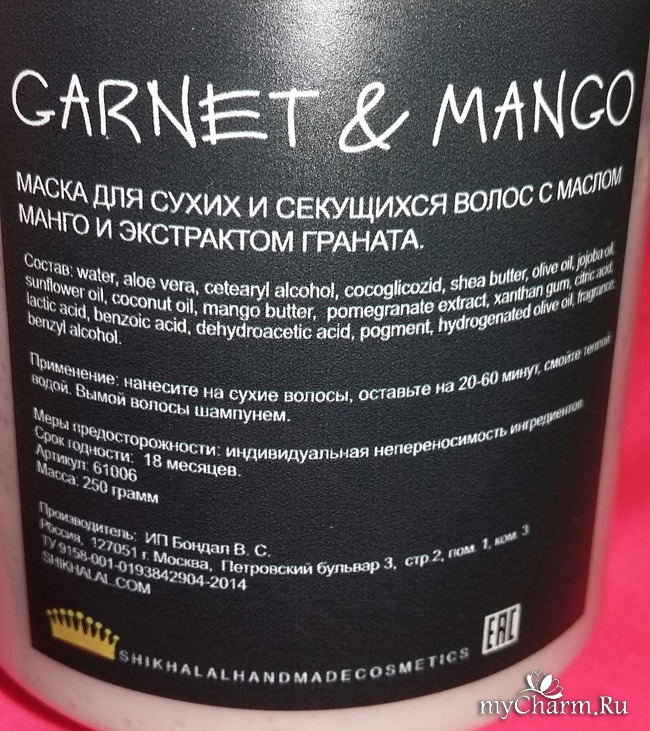 GARNET & MANGO
МАСКА ДЛЯ СУХИХ И СЕКУЩИХСЯ ВОЛОС С МАСЛОМ
МАНГО И ЭКСТРАКТОМ ГРАНАТА.
Состав: water, aloe vera, cetearyl alcohol, cocoglicozid, shea butter, olive oil, jojoba oil,
sunflower oil, coconut oil, mango butter, pomegranate extract, xanthan gum, citric acid,
lactic acid, benzoic acid, dehydroacetic acid, pogment, hydrogenated olive oil, fragrance,
benzyl alcohol.
Применение: нанесите на сухие волосы, оставьте на 20-60 минут, смойте теплой
водой. Вымой волосы шампунем.
Меры предосторожности: индивидуальная непереносимость ингредиентов.
Срок годности: 18 месяцев.
Артикул: 61006
Масса: 250 грамм
Производитель: ИП Бондал В. С.
Россия, 127051 г. Москва, Петровский бульвар 3, стр.2, пом. 1, ком. 3
ТУ 9158-001-0193842904-2014
SHIKHALAL.COM
SHIKHALALHANDMADECOSMETICS
EAC
myCharm.Ru